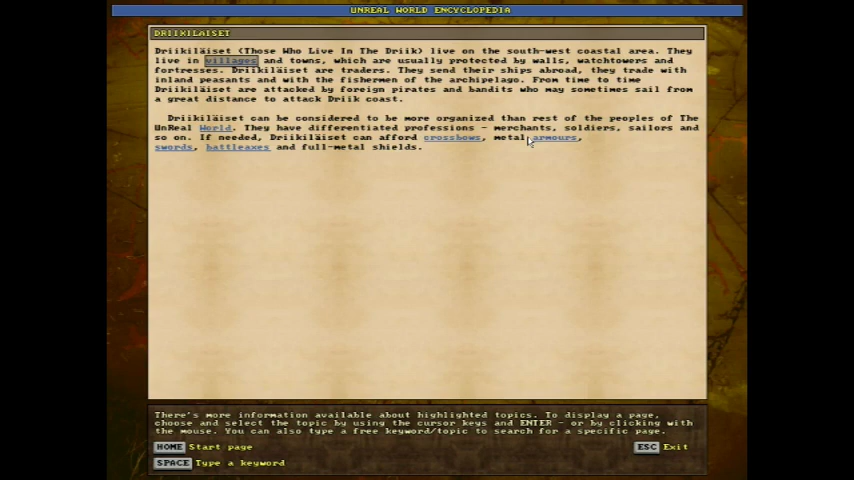 UNREAL WORLD ENCYCLOPEDIA
DRIIKILÄISET
Driikiläiset (Those Who Live In The Driik) live on the south-west coastal area. They
live in villages and towns, which are usually protected by walls, watchtowers and
fortresses. Driikiläiset are traders. They send their ships abroad, they trade with
inland peasants and with the fishermen of the archipelago. From time to time
Driikiläiset are attacked by foreign pirates and bandits who may sometimes sail from
a great distance to attack Driik coast.
Driikiläiset can be considered to be more organized than rest of the peoples of The
UnReal World. They have differentiated professions - merchants, soldiers, sailors and
so on. If needed, Driikiläiset can afford crossbows, metal armours,
swords, battleaxes and full-metal shields.
There's more information available about highlighted topics. To display a page,
choose and select the topic by using the cursor keys and ENTER - or by clicking with
the mouse. You can also type a free keyword/topic to search for a specific page.
HOME Start page ESC Exit
SPACE Type a keyword